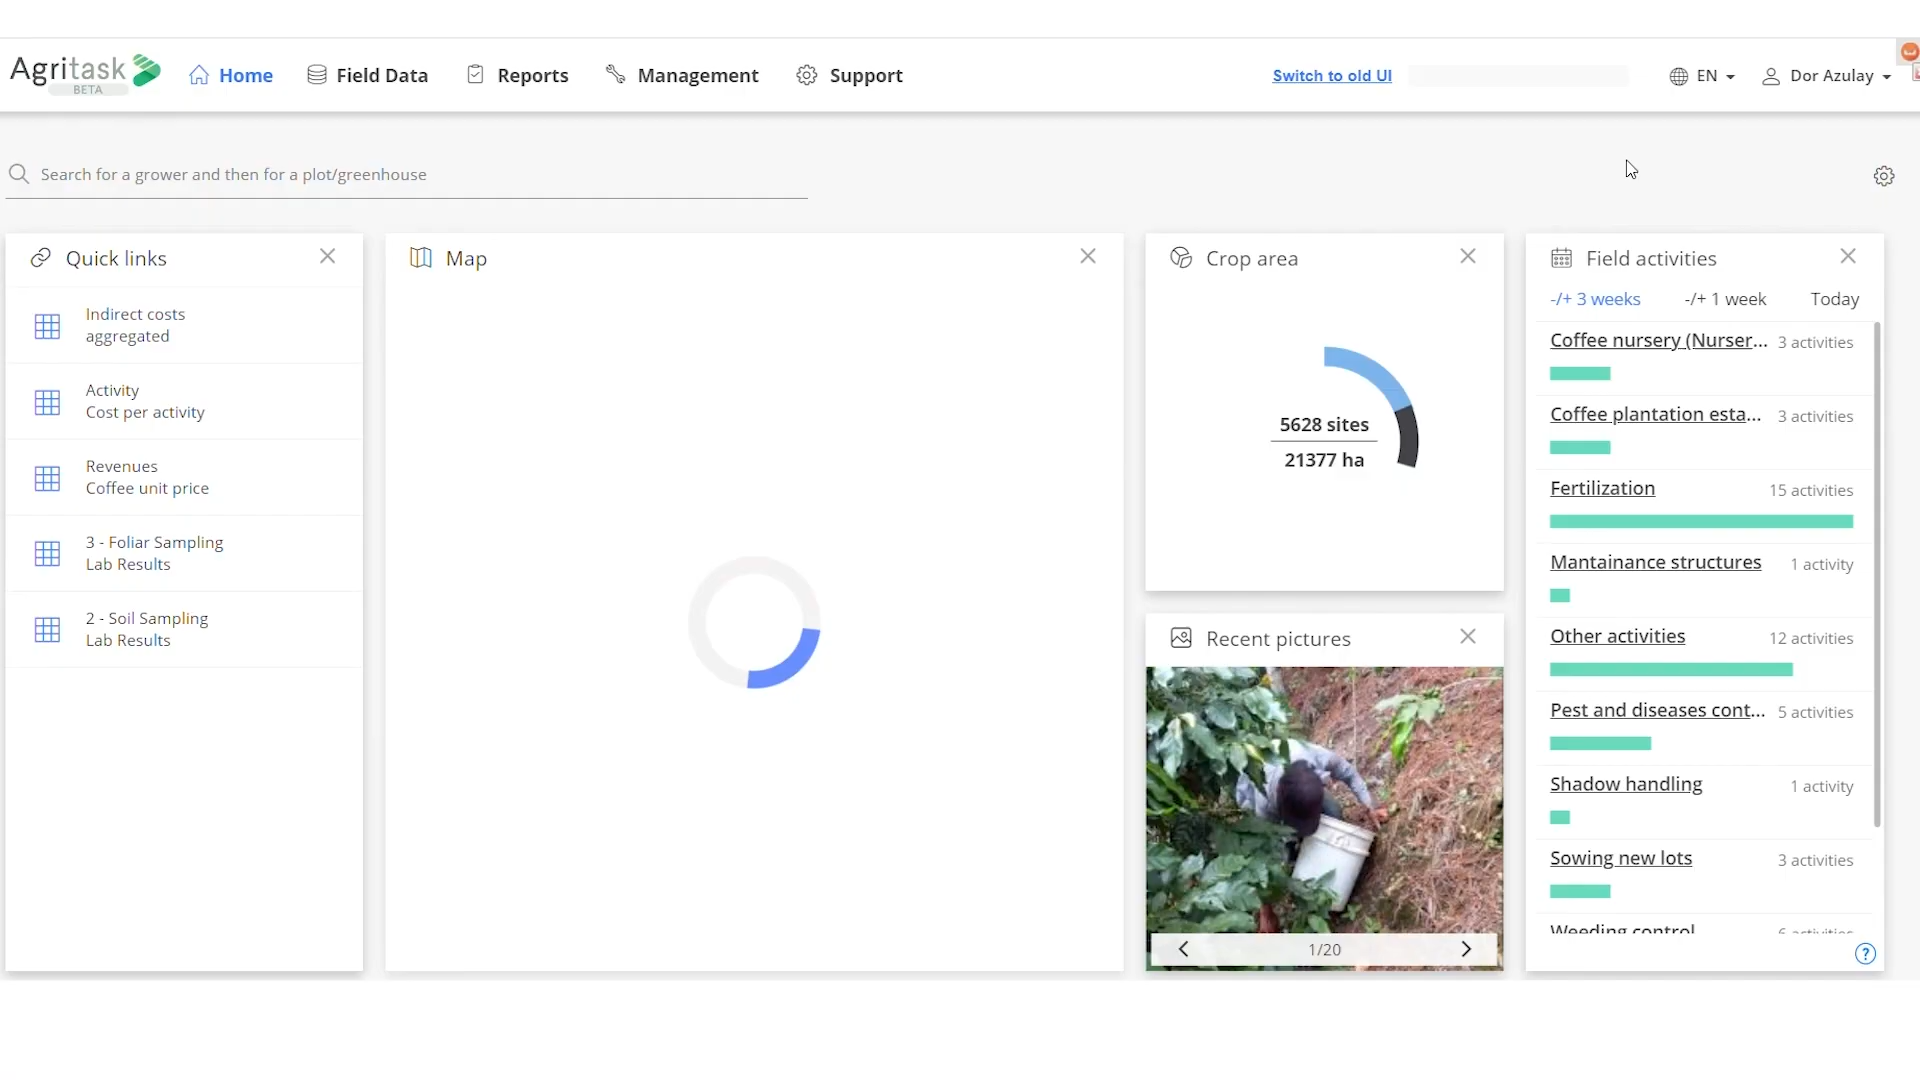 Agritask
BETA
Home
Field Data
Reports
Management
Support
Switch to old UI
EN
Dor Azulay
Search for a grower and then for a plot/greenhouse
Quick links
Indirect costs
aggregated
Activity
Cost per activity
Revenues
Coffee unit price
3 - Foliar Sampling
Lab Results
2 - Soil Sampling
Lab Results
Map
Crop area
5628 sites
21377 ha
Recent pictures
1/20
Field activities
-/+ 3 weeks -/+ 1 week Today
Coffee nursery (Nurser... 3 activities
Coffee plantation esta... 3 activities
Fertilization 15 activities
Mantainance structures 1 activity
Other activities 12 activities
Pest and diseases cont... 5 activities
Shadow handling 1 activity
Sowing new lots 3 activities
Weeding control 6 activities
?